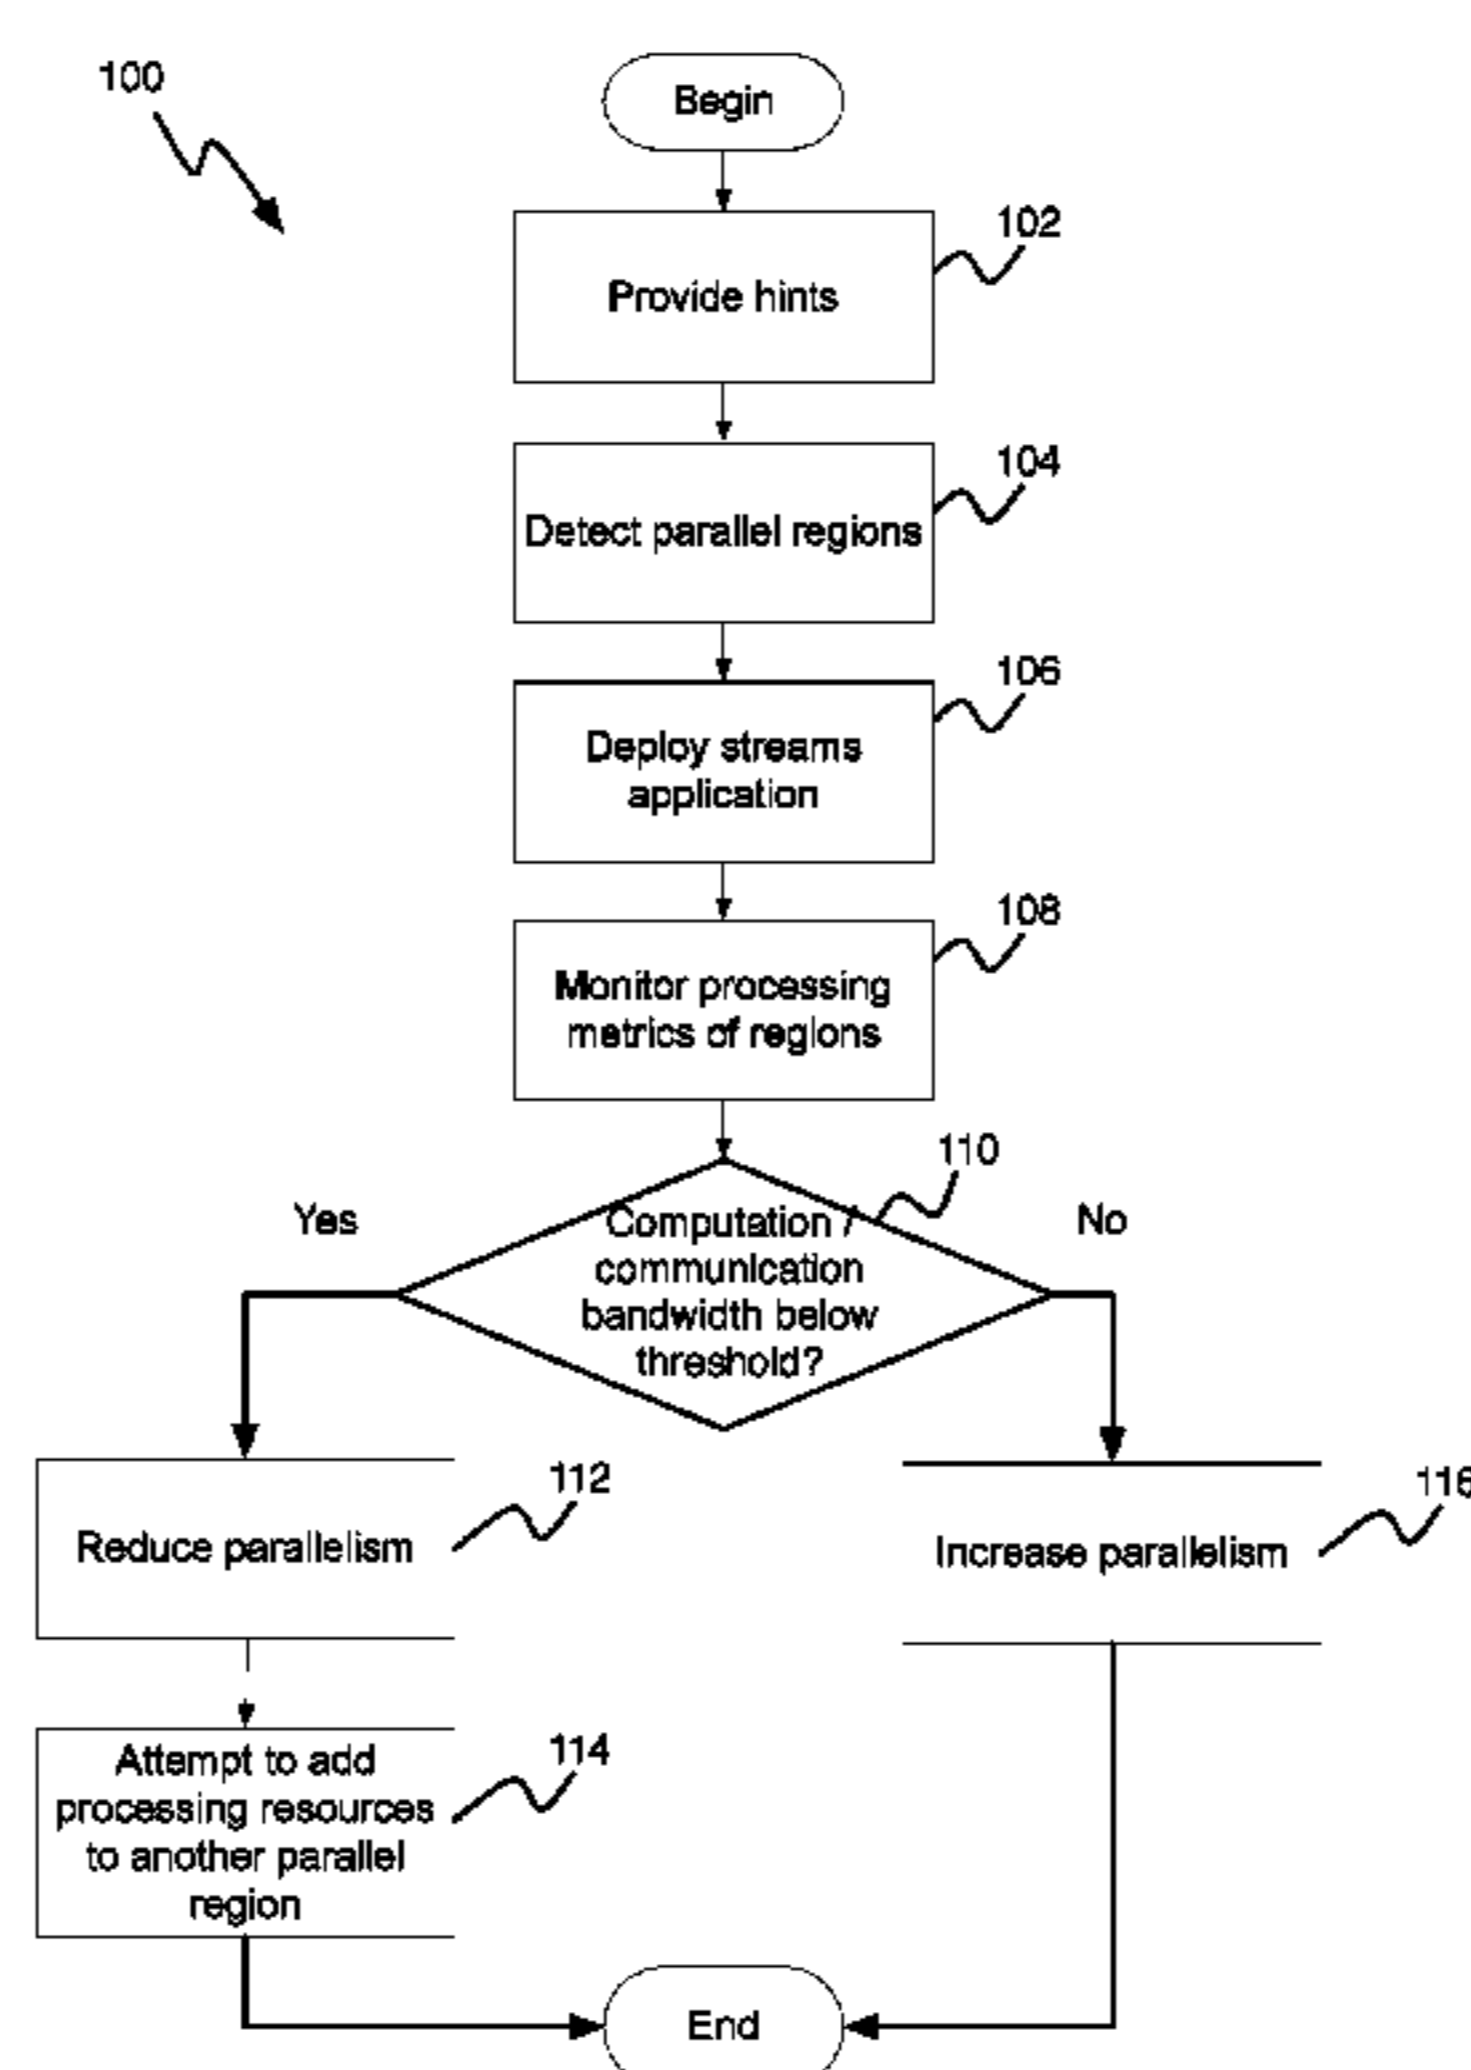 100
Begin
102
Provide hints
104
Detect parallel regions
106
Deploy streams
application
108
Monitor processing
metrics of regions
110
Yes
No
Computation /
communication
bandwidth below
threshold?
112
Reduce parallelism
116
Increase parallelism
114
Attempt to add
processing resources
to another parallel
region
End